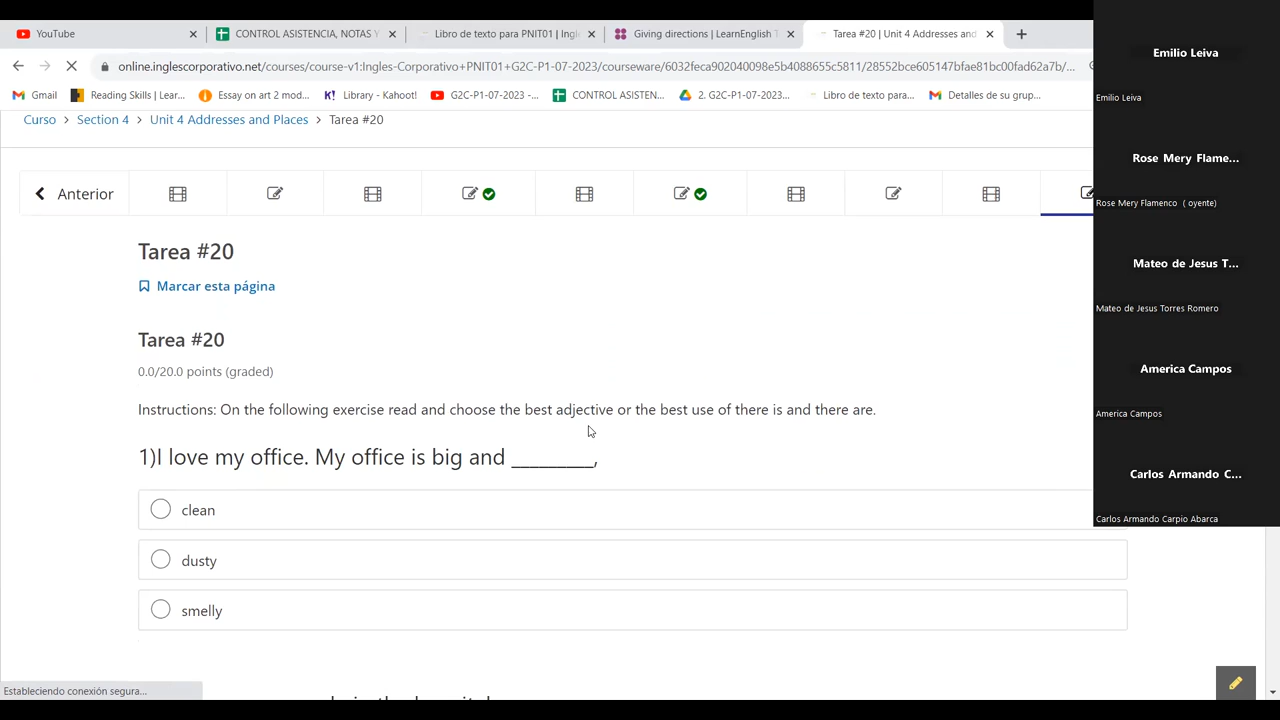 YouTube
CONTROL ASISTENCIA, NOTAS Y
Libro de texto para PNIT01 | Ingl
Giving directions | LearnEnglish T
Tarea #20 | Unit 4 Addresses and
online.inglescorporativo.net/courses/course-v1:Ingles-Corporativo+PNIT01+G2C-P1-07-2023/courseware/6032feca902040098e5b4088655c5811/23552bce605147bfae81bc00fad62a7b/...
Gmail
Reading Skills | Lear...
Essay on art 2 mod...
Library - Kahoot!
G2C-P1-07-2023 -...
CONTROL ASISTEN...
2. G2C-P1-07-2023...
Libro de texto para...
Detalles de su grup...
Curso > Section 4 > Unit 4 Addresses and Places > Tarea #20
Anterior
Tarea #20
Marcar esta página
Tarea #20
0.0/20.0 points (graded)
Instructions: On the following exercise read and choose the best adjective or the best use of there is and there are.
1)I love my office. My office is big and _________,
clean
dusty
smelly
Estableciendo conexión segura...
Emilio Leiva
Emilio Leiva
Rose Mery Flame...
Rose Mery Flamenco ( oyente)
Mateo de Jesus T...
Mateo de Jesus Torres Romero
America Campos
America Campos
Carlos Armando C...
Carlos Armando Carpio Abarca